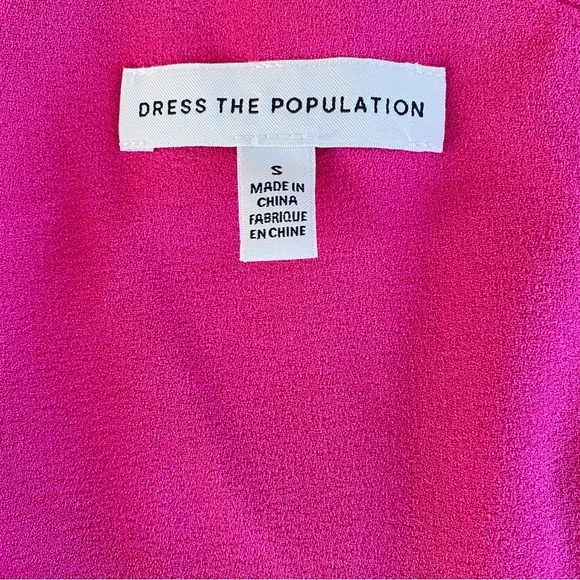 DRESS THE POPULATION
S
MADE IN
CHINA
FABRIQUE
EN CHINE